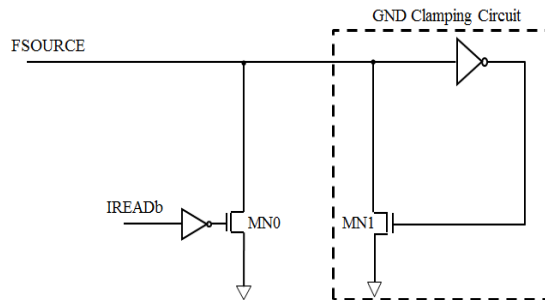 GND Clamping Circuit
FSOURCE
IREADb
MN0
MN1